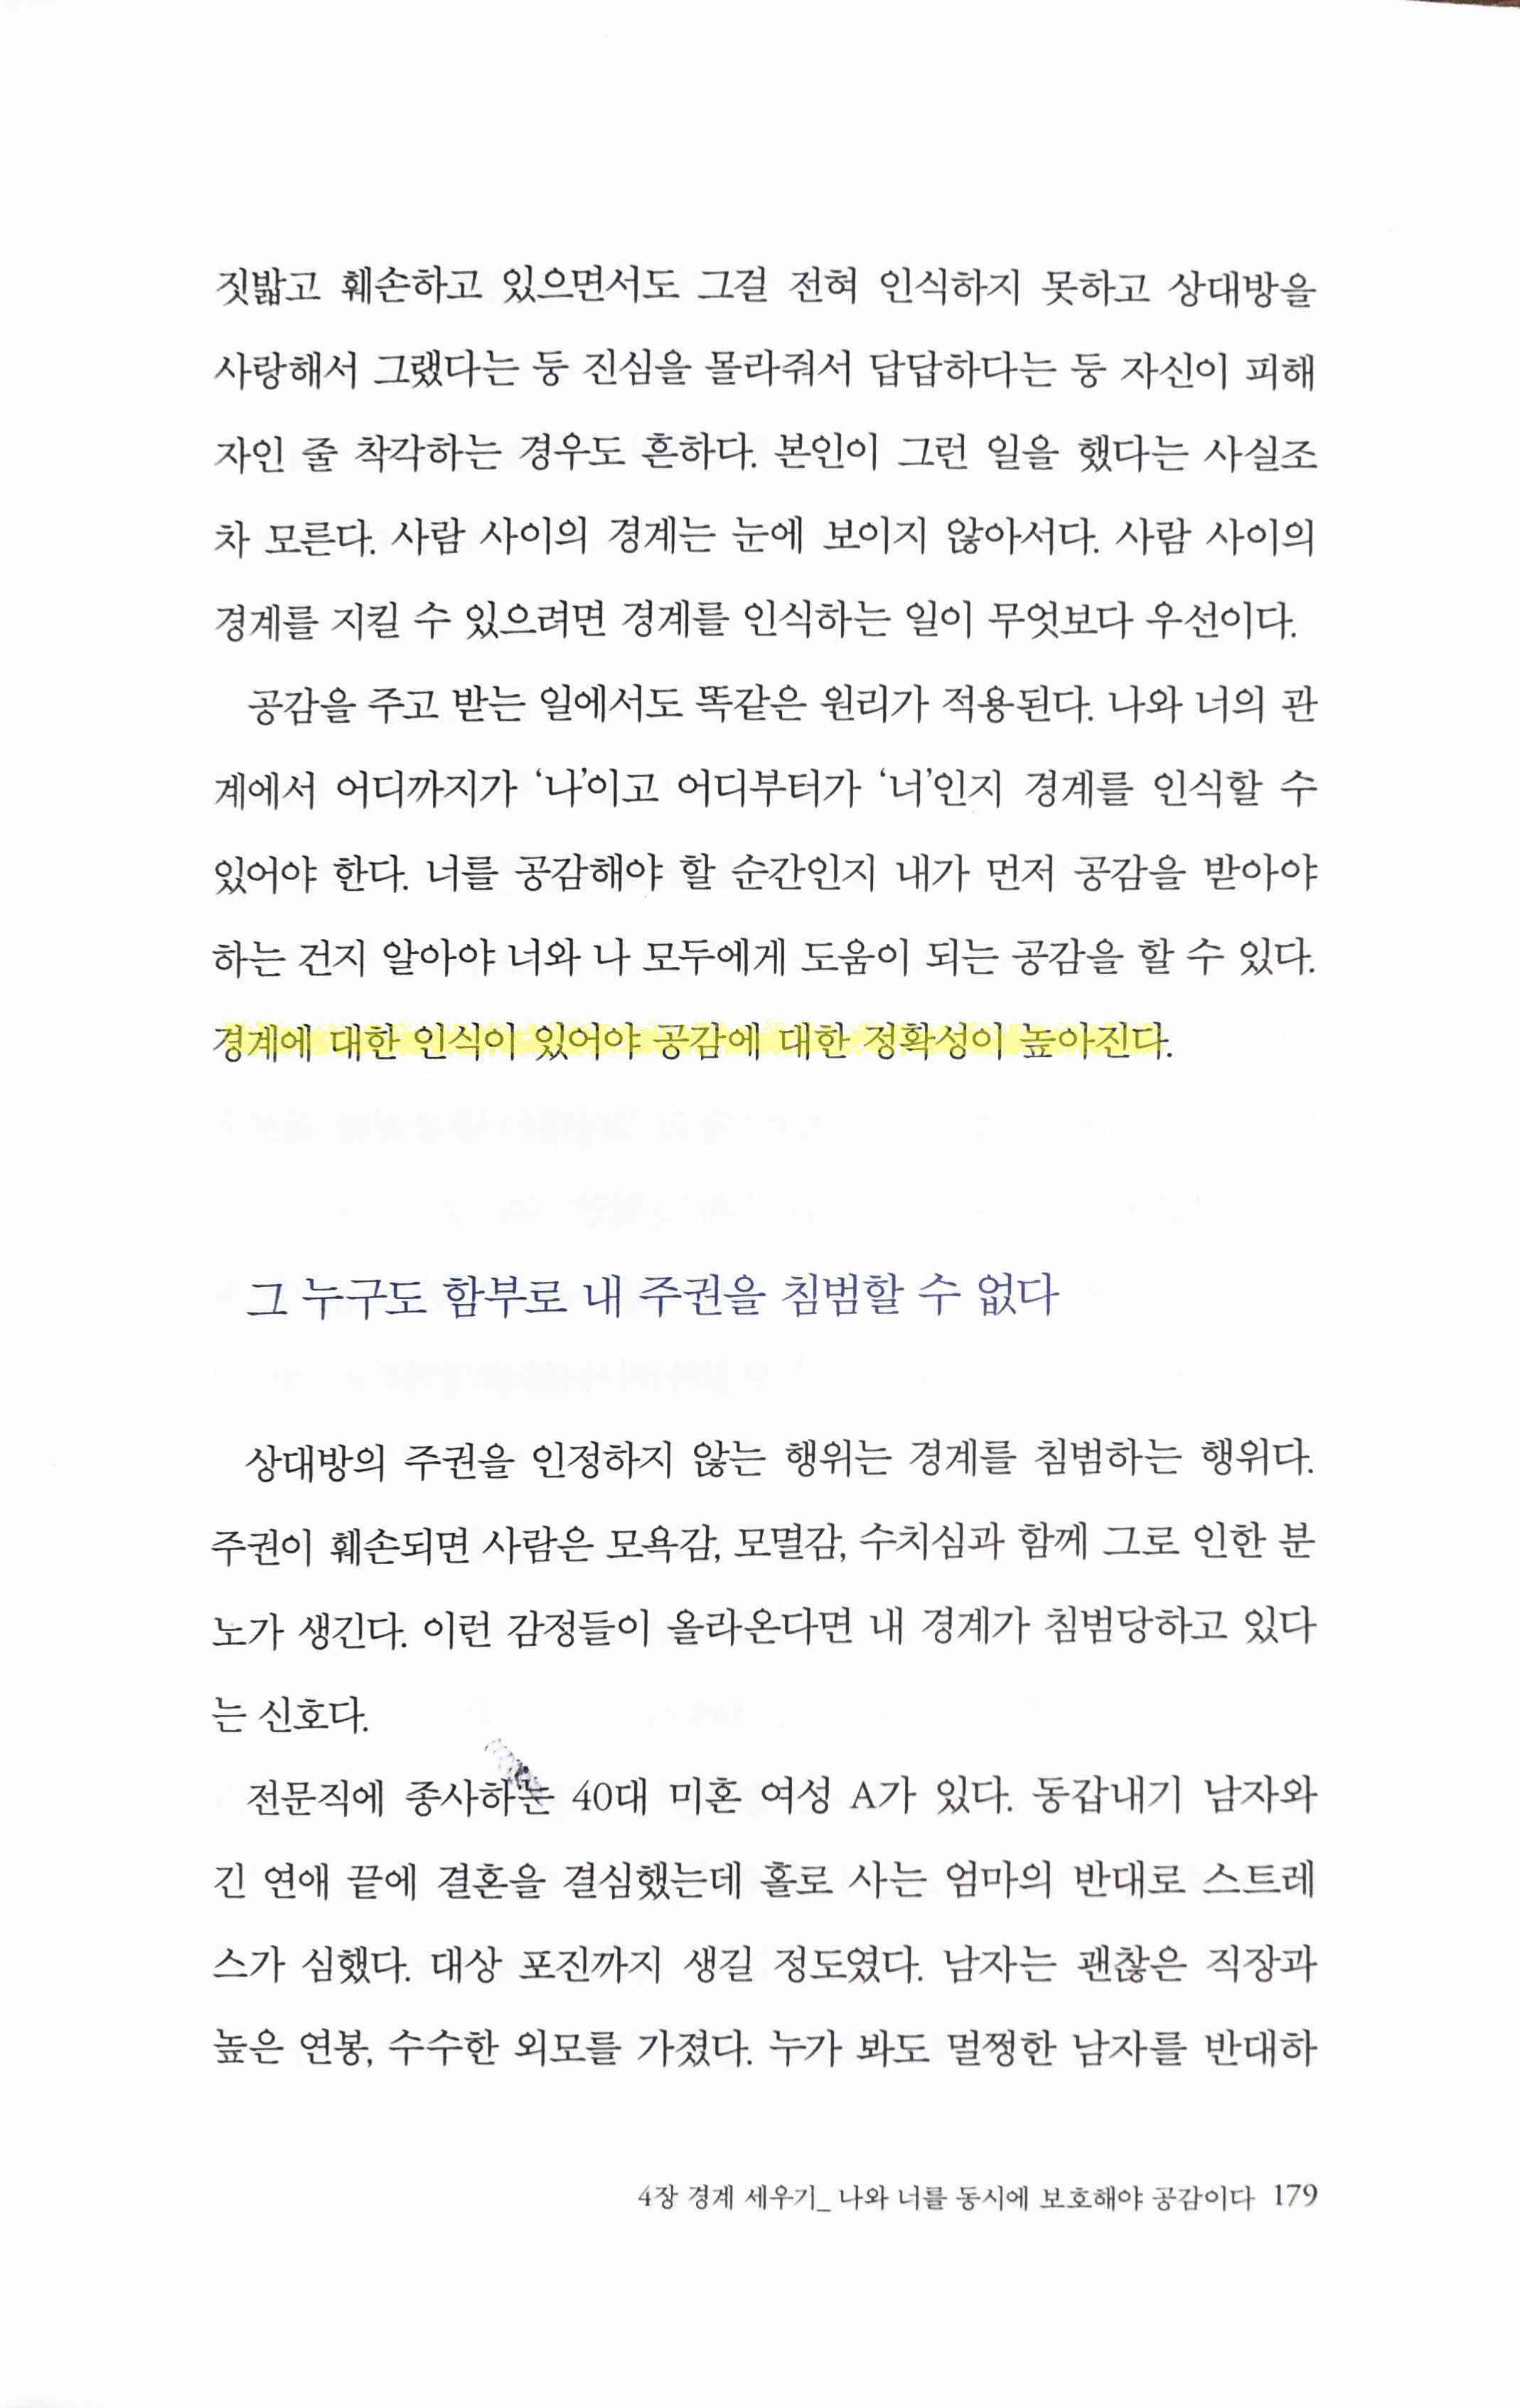 짓밟고 훼손하고 있으면서도 그걸 전혀 인식하지 못하고 상대방을
사랑해서 그랬다는 둥 진심을 몰라줘서 답답하다는 둥 자신이 피해
자인 줄 착각하는 경우도 흔하다. 본인이 그런 일을 했다는 사실조
차 모른다. 사람 사이의 경계는 눈에 보이지 않아서다. 사람 사이의
경계를 지킬 수 있으려면 경계를 인식하는 일이 무엇보다 우선이다.
공감을 주고 받는 일에서도 똑같은 원리가 적용된다. 나와 너의 관
계에서 어디까지가 ‘나’이고 어디부터가 ‘너’인지 경계를 인식할 수
있어야 한다. 너를 공감해야 할 순간인지 내가 먼저 공감을 받아야
하는 건지 알아야 너와 나 모두에게 도움이 되는 공감을 할 수 있다.
경계에 대한 인식이 있어야 공감에 대한 정확성이 높아진다.
그 누구도 함부로 내 주권을 침범할 수 없다
상대방의 주권을 인정하지 않는 행위는 경계를 침범하는 행위다.
주권이 훼손되면 사람은 모욕감, 모멸감, 수치심과 함께 그로 인한 분
노가 생긴다. 이런 감정들이 올라온다면 내 경계가 침범당하고 있다
는 신호다.
전문직에 종사하는 40대 미혼 여성 A가 있다. 동갑내기 남자와
긴 연애 끝에 결혼을 결심했는데 홀로 사는 엄마의 반대로 스트레
스가 심했다. 대상 포진까지 생길 정도였다. 남자는 괜찮은 직장과
높은 연봉, 수수한 외모를 가졌다. 누가 봐도 멀쩡한 남자를 반대하
4장 경계 세우기_ 나와 너를 동시에 보호해야 공감이다 179